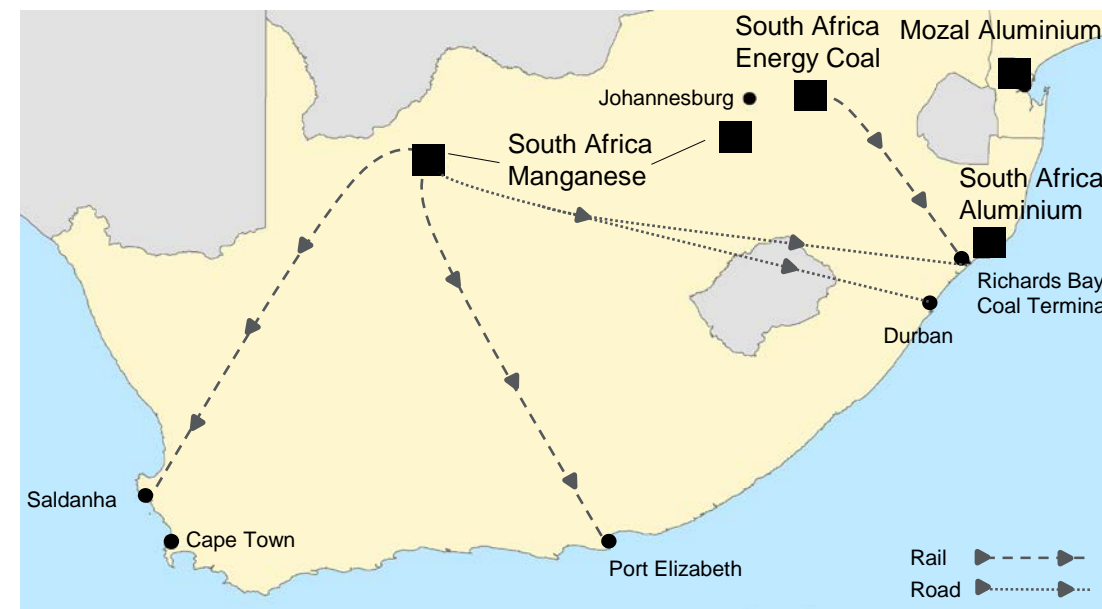 South Africa
Energy Coal
Mozal Aluminium
Johannesburg
South Africa
Manganese
South Africa
Aluminium
Richards Bay
Coal Termina
Durban
Saldanha
Cape Town
Port Elizabeth
Rail
Road